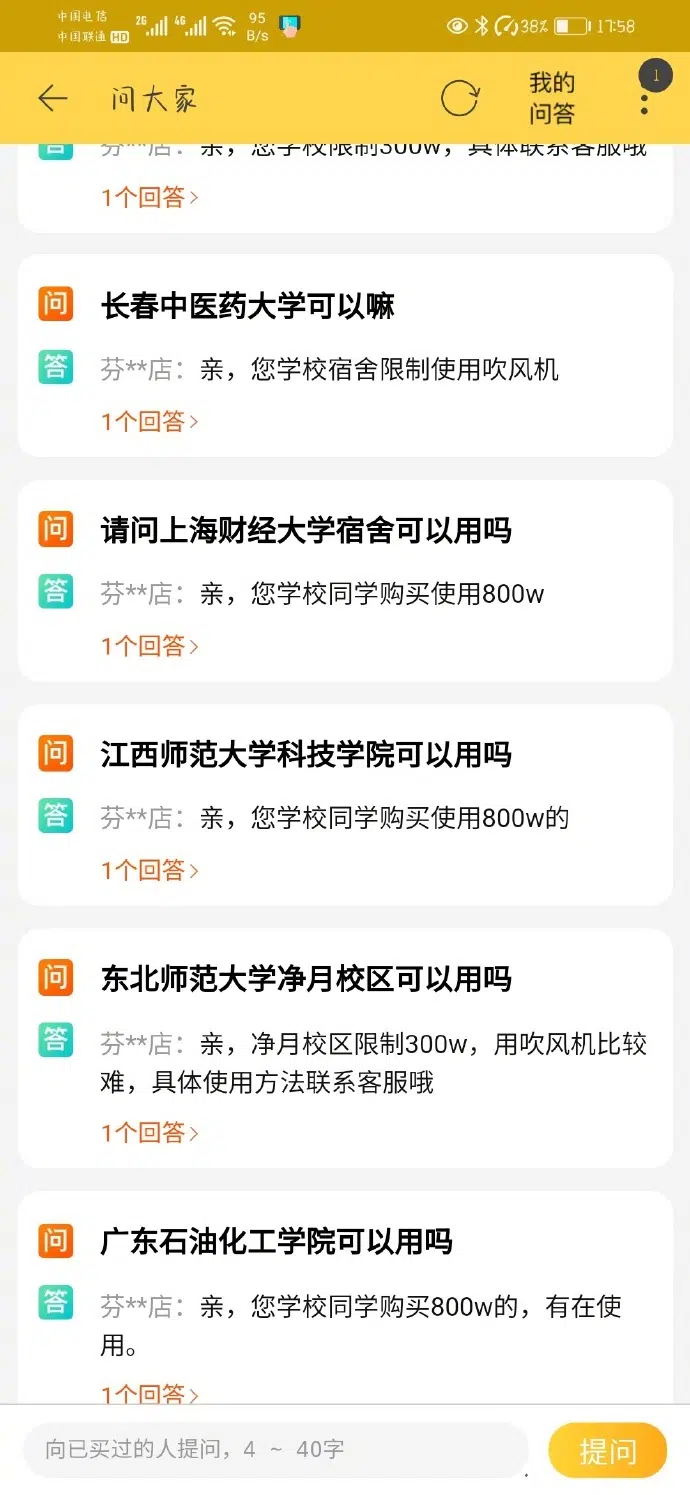 中国电信
中国联通 HD
2G
4G
95
B/s
38%
17:58
问大家
我的
问答
1
答 芬**店：亲，您学校限制300w，具体联系客服哦
1个回答>
问 长春中医药大学可以嘛
答 芬**店：亲，您学校宿舍限制使用吹风机
1个回答>
问 请问上海财经大学宿舍可以用吗
答 芬**店：亲，您学校同学购买使用800w
1个回答>
问 江西师范大学科技学院可以用吗
答 芬**店：亲，您学校同学购买使用800w的
1个回答>
问 东北师范大学净月校区可以用吗
答 芬**店：亲，净月校区限制300w，用吹风机比较
难，具体使用方法联系客服哦
1个回答>
问 广东石油化工学院可以用吗
答 芬**店：亲，您学校同学购买800w的，有在使
用。
1个回答>
向已买过的人提问，4 ~ 40字
提问